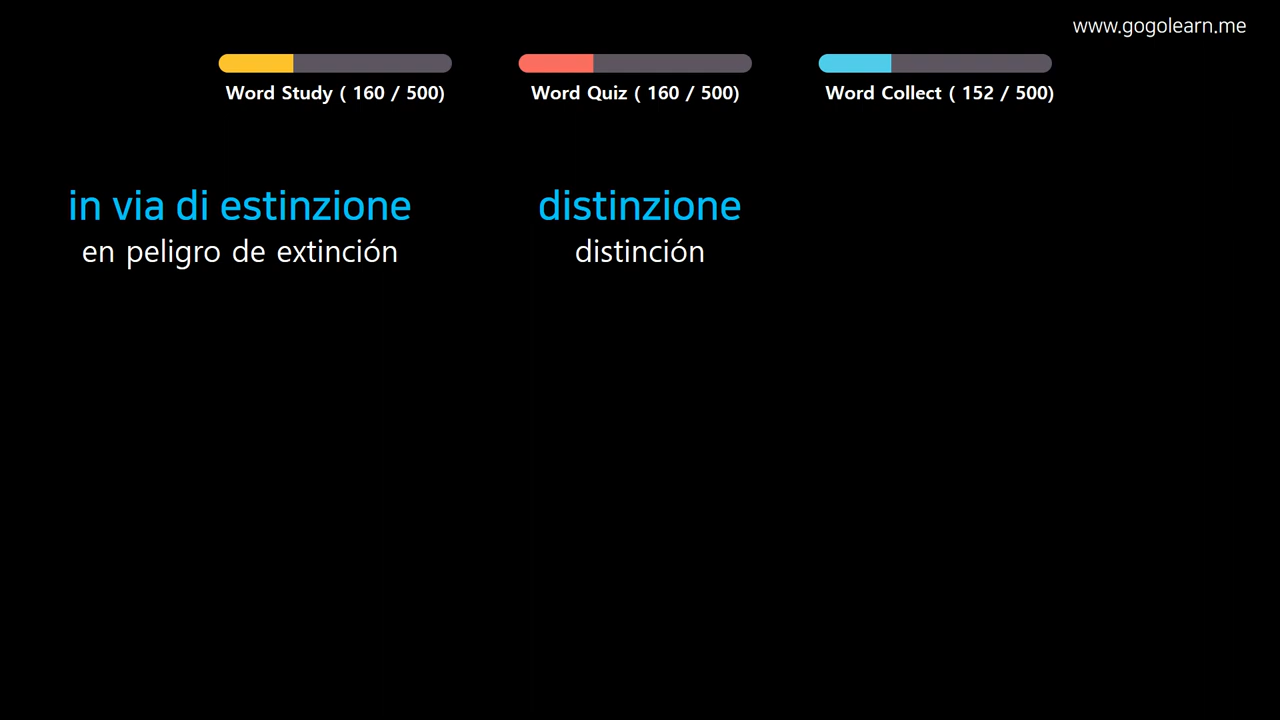 www.gogolearn.me
Word Study ( 160 / 500)
Word Quiz ( 160 / 500)
Word Collect ( 152 / 500)
in via di estinzione
en peligro de extinción
distinzione
distinción